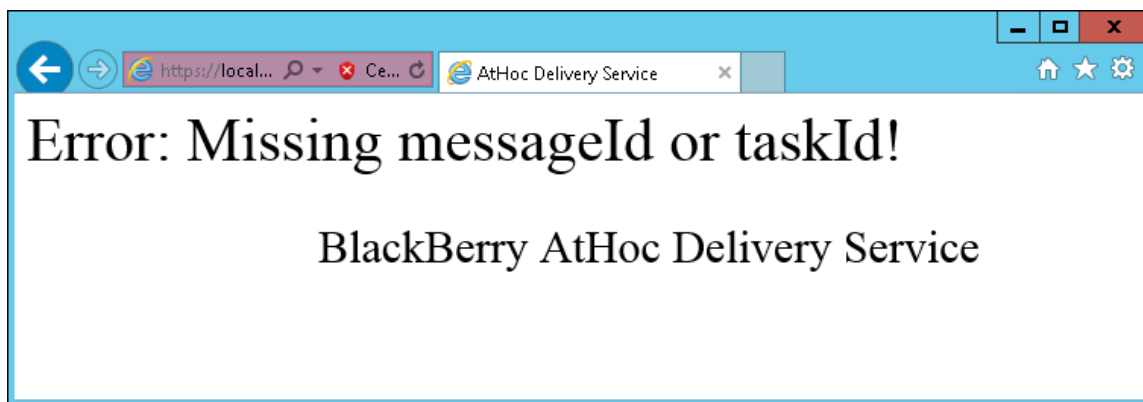 https://local... Ce... AtHoc Delivery Service
Error: Missing messageId or taskId!
BlackBerry AtHoc Delivery Service